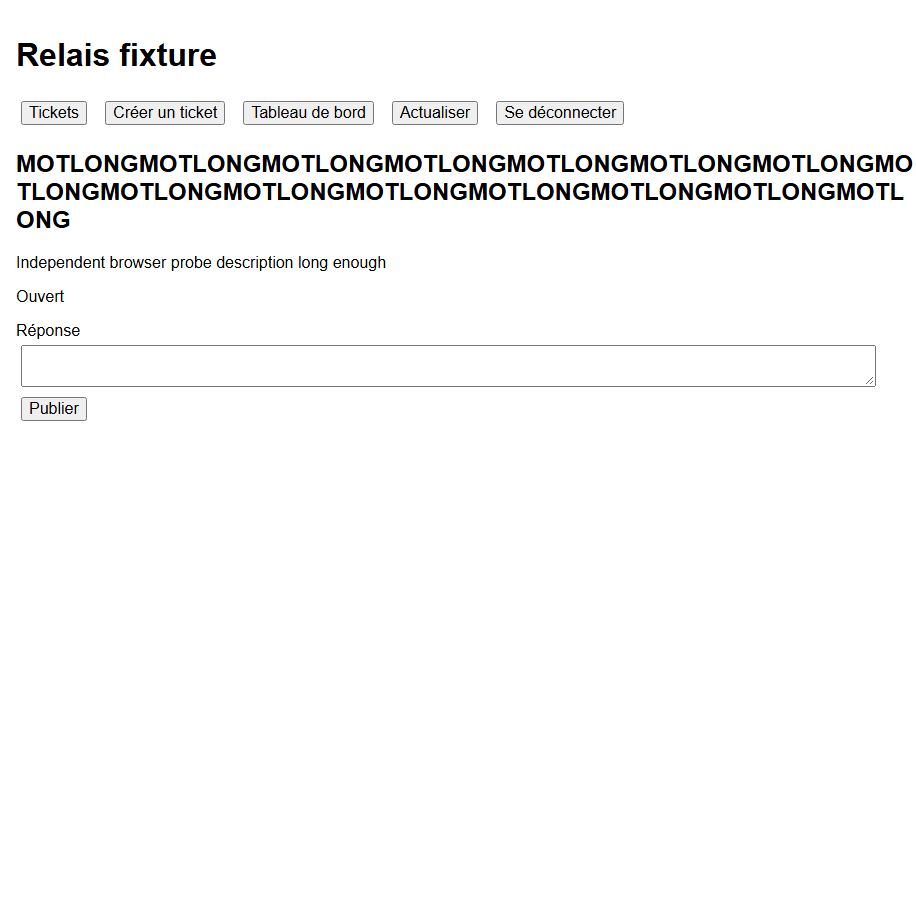 Relais fixture
Tickets Créer un ticket Tableau de bord Actualiser Se déconnecter
MOTLONGMOTLONGMOTLONGMOTLONGMOTLONGMOTLONGMOTLONGMO
TLONGMOTLONGMOTLONGMOTLONGMOTLONGMOTLONGMOTLONGMOTL
ONG
Independent browser probe description long enough
Ouvert
Réponse
Publier